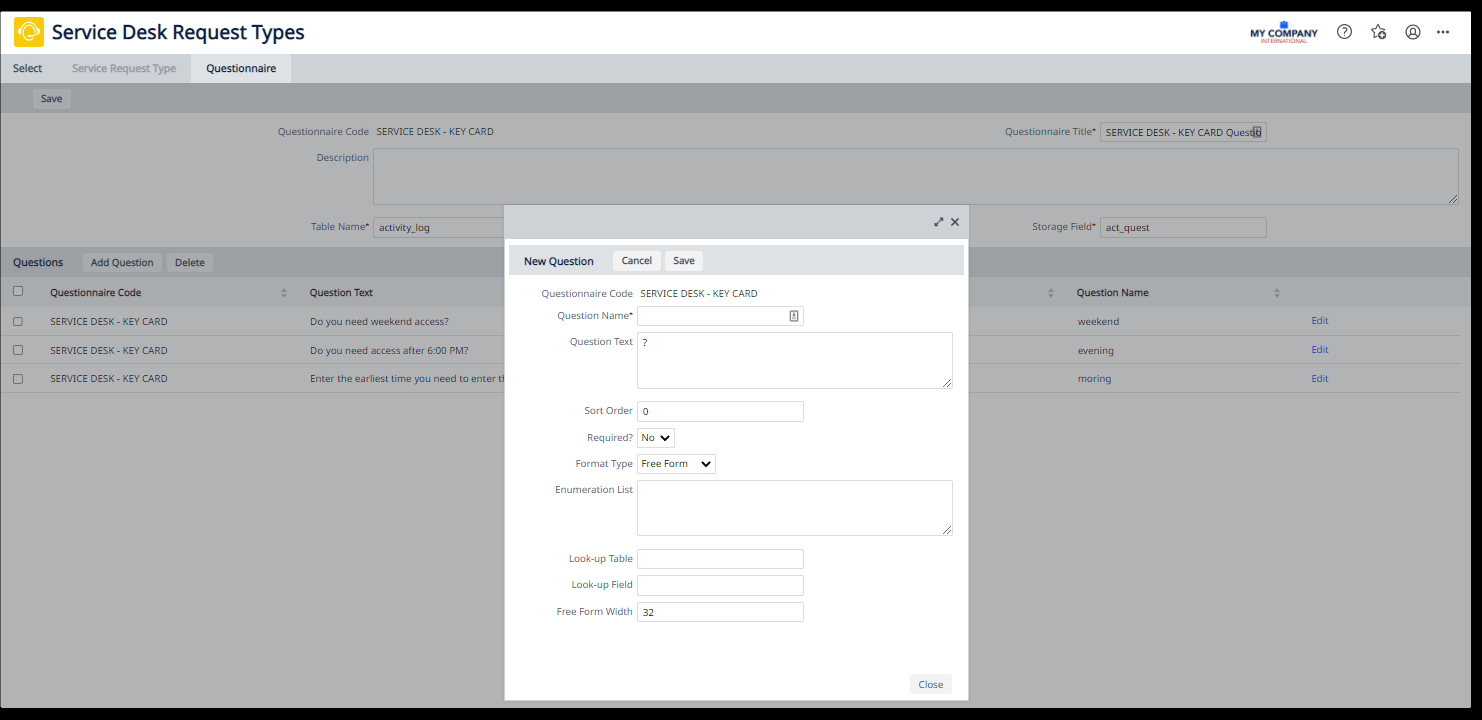 Service Desk Request Types
MY COMPANY
INTERNATIONAL
Select Service Request Type Questionnaire
Save
Questionnaire Code SERVICE DESK - KEY CARD Questionnaire Title* SERVICE DESK - KEY CARD Questio
Description
Table Name* activity_log Storage Field* act_quest
Questions Add Question Delete
Questionnaire Code Question Text Question Name
SERVICE DESK - KEY CARD Do you need weekend access? weekend Edit
SERVICE DESK - KEY CARD Do you need access after 6:00 PM? evening Edit
SERVICE DESK - KEY CARD Enter the earliest time you need to enter moring Edit
New Question Cancel Save
Questionnaire Code SERVICE DESK - KEY CARD
Question Name*
Question Text ?
Sort Order 0
Required? No
Format Type Free Form
Enumeration List
Look-up Table
Look-up Field
Free Form Width 32
Close